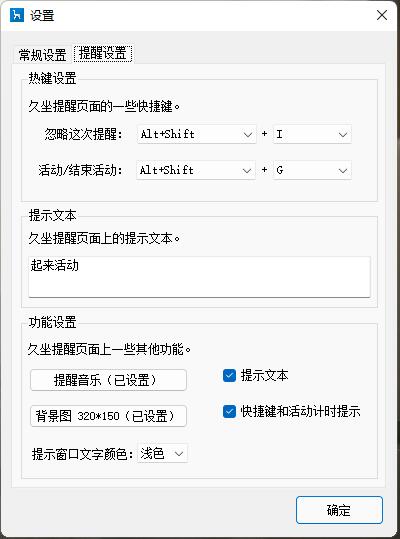 设置
常规设置 提醒设置
热键设置
久坐提醒页面的一些快捷键。
忽略这次提醒： Alt+Shift + I
活动/结束活动： Alt+Shift + G
提示文本
久坐提醒页面上的提示文本。
起来活动
功能设置
久坐提醒页面上一些其他功能。
提醒音乐（已设置） 提示文本
背景图 320*150（已设置） 快捷键和活动计时提示
提示窗口文字颜色： 浅色
确定